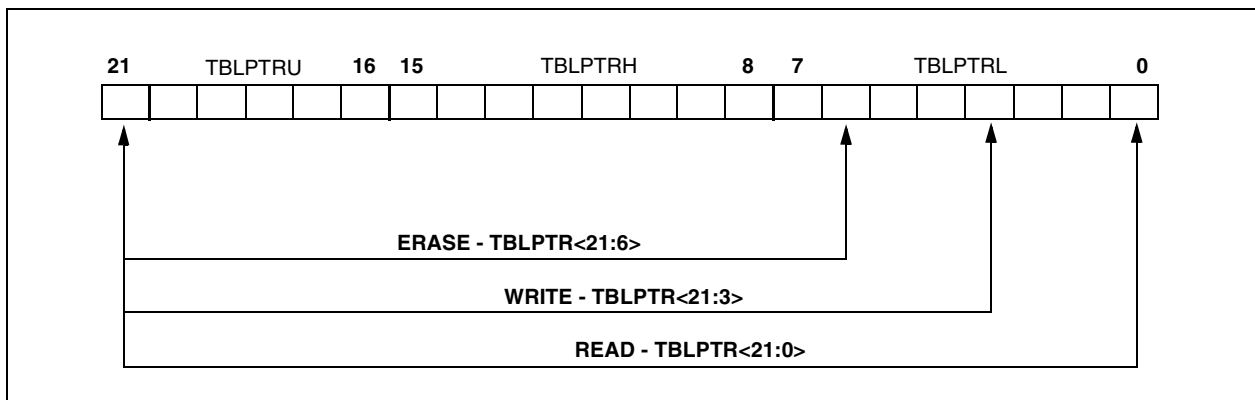 21 TBLPTRU 16 15 TBLPTRH 8 7 TBLPTRL 0
ERASE - TBLPTR<21:6>
WRITE - TBLPTR<21:3>
READ - TBLPTR<21:0>